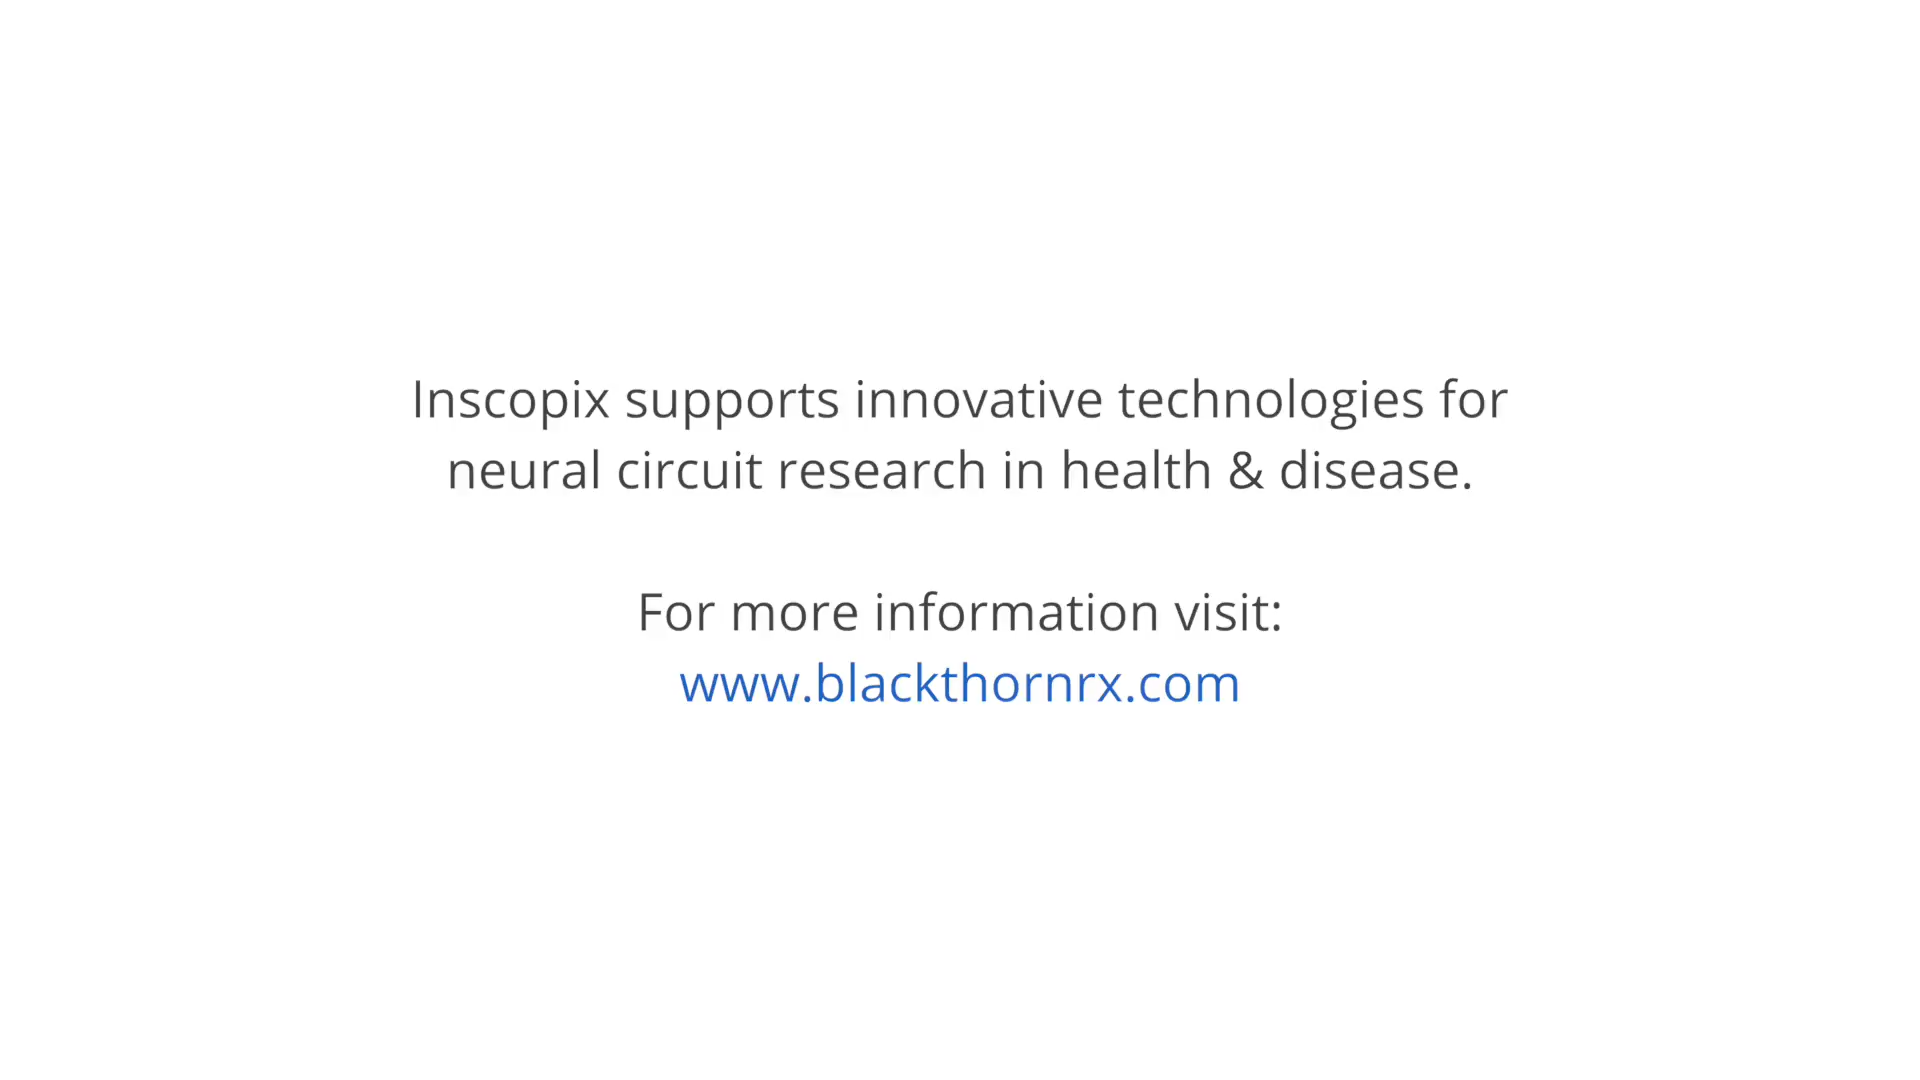 Inscopix supports innovative technologies for
neural circuit research in health & disease.
For more information visit:
www.blackthornrx.com